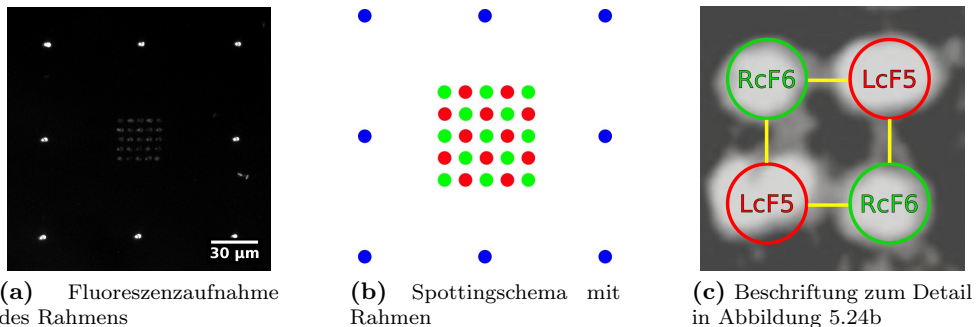 30 µm
RcF6 LcF5
LcF5 RcF6
(a) Fluoreszenzaufnahme
des Rahmens
(b) Spottingschema mit
Rahmen
(c) Beschriftung zum Detail
in Abbildung 5.24b